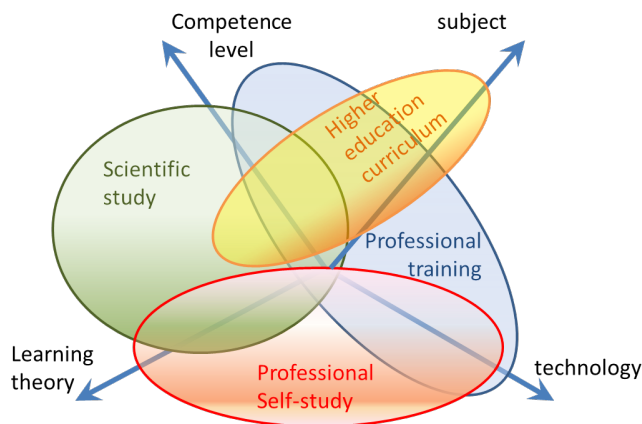 Competence
level
subject
Higher
education
curriculum
Scientific
study
Professional
training
Learning
theory
Professional
Self-study
technology